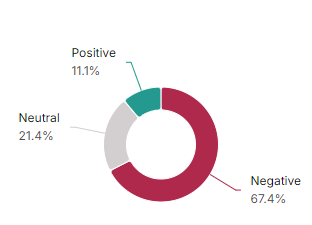 Positive
11.1%
Neutral
21.4%
Negative
67.4%